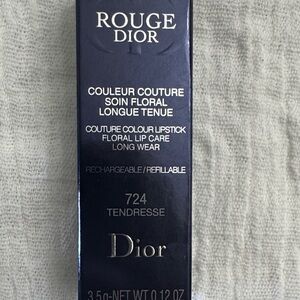 ROUGE
DIOR
COULEUR COUTURE
SOIN FLORAL
LONGUE TENUE
COUTURE COLOUR LIPSTICK
FLORAL LIP CARE
LONG WEAR
RECHARGEABLE/REFILLABLE
724
TENDRESSE
Dior
3.5 g-NET WT 0.12 OZ